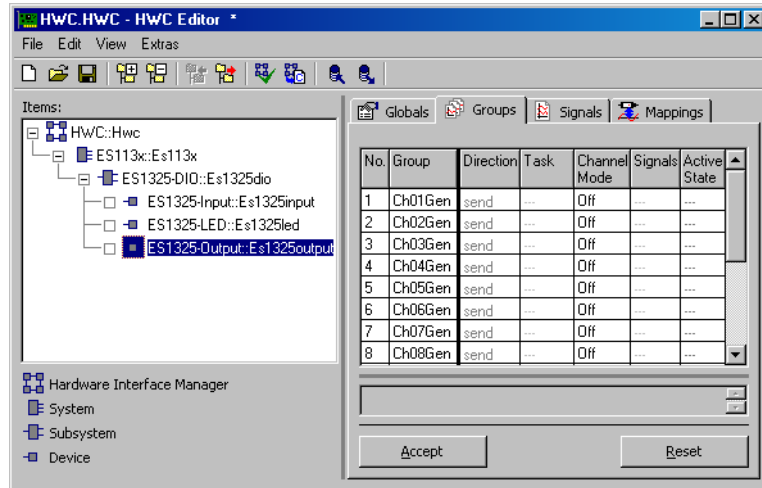 HWC.HWC - HWC Editor *
File Edit View Extras
Items:
HWC::Hwc
ES113x::Es113x
ES1325-DIO::Es1325dio
ES1325-Input::Es1325input
ES1325-LED::Es1325led
ES1325-Output::Es1325output
Hardware Interface Manager
System
Subsystem
Device
Globals Groups Signals Mappings
No. Group Direction Task Channel Mode Signals Active State
1 Ch01Gen send --- Off --- ---
2 Ch02Gen send --- Off --- ---
3 Ch03Gen send --- Off --- ---
4 Ch04Gen send --- Off --- ---
5 Ch05Gen send --- Off --- ---
6 Ch06Gen send --- Off --- ---
7 Ch07Gen send --- Off --- ---
8 Ch08Gen send --- Off --- ---
Accept Reset